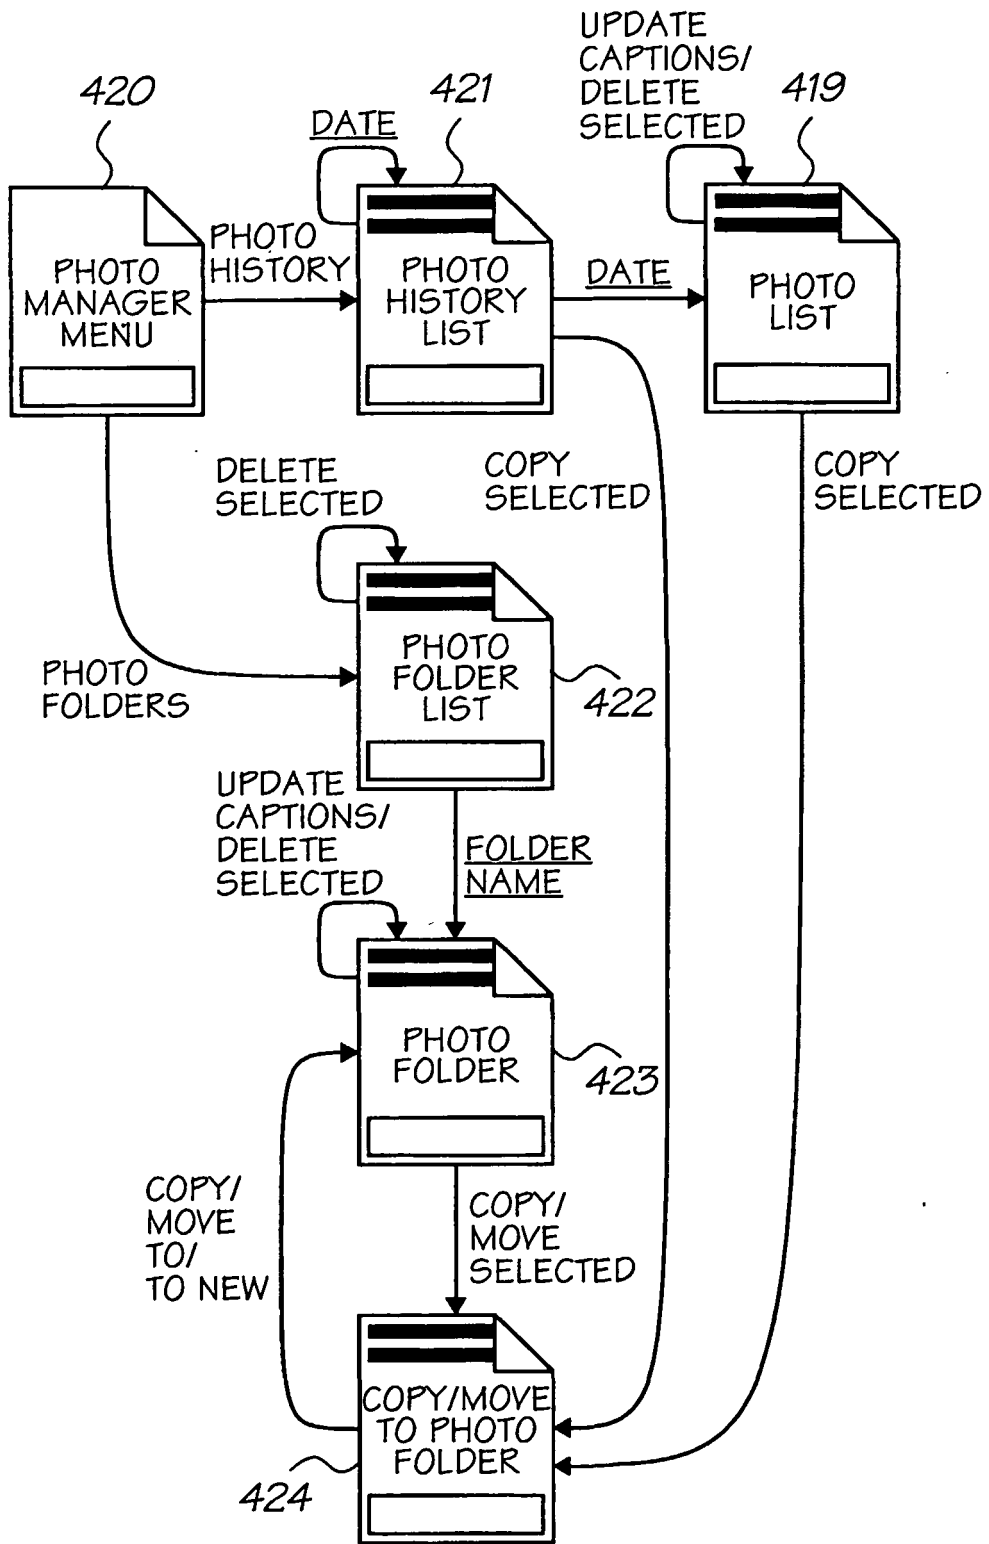 UPDATE
CAPTIONS/
DELETE
SELECTED
420
421
419
DATE
PHOTO
MANAGER
MENU
PHOTO
HISTORY
PHOTO
HISTORY
LIST
DATE
PHOTO
LIST
DELETE
SELECTED
COPY
SELECTED
COPY
SELECTED
PHOTO
FOLDERS
PHOTO
FOLDER
LIST
422
UPDATE
CAPTIONS/
DELETE
SELECTED
FOLDER
NAME
PHOTO
FOLDER
423
COPY/
MOVE
TO/
TO NEW
COPY/
MOVE
SELECTED
COPY/MOVE
TO PHOTO
FOLDER
424